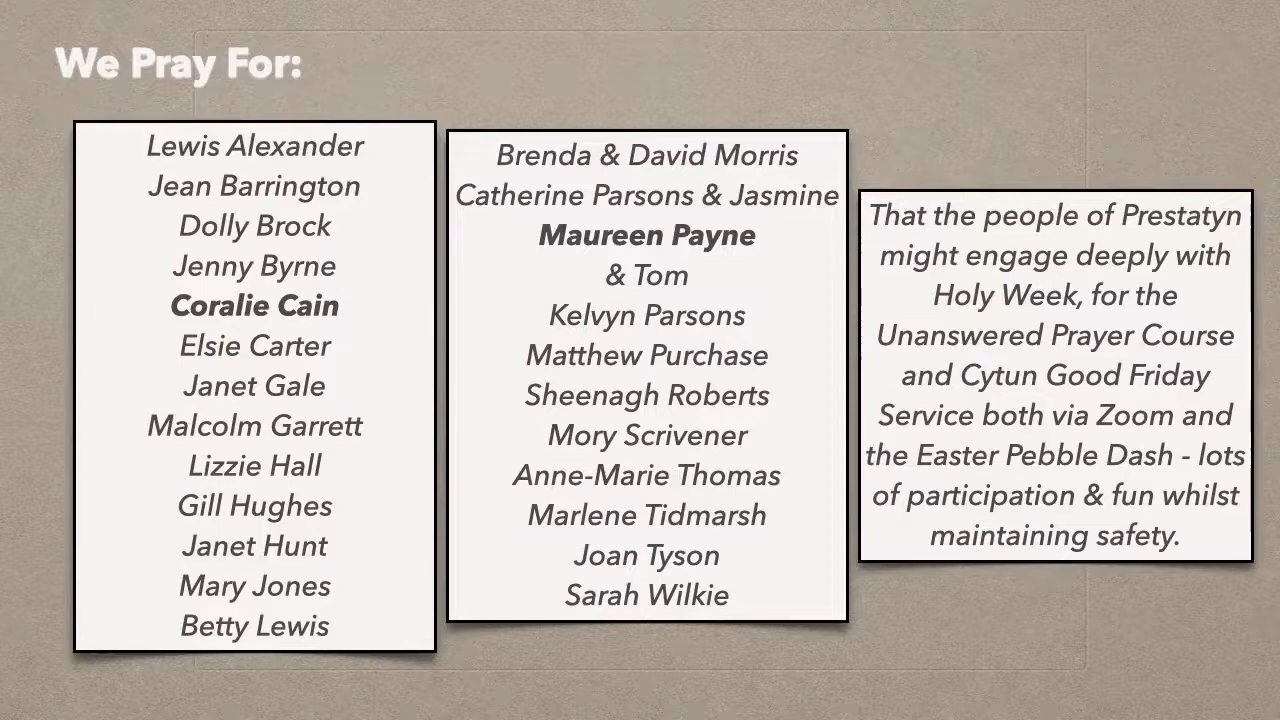 We Pray For:
Lewis Alexander
Jean Barrington
Dolly Brock
Jenny Byrne
Coralie Cain
Elsie Carter
Janet Gale
Malcolm Garrett
Lizzie Hall
Gill Hughes
Janet Hunt
Mary Jones
Betty Lewis
Brenda & David Morris
Catherine Parsons & Jasmine
Maureen Payne
& Tom
Kelvyn Parsons
Matthew Purchase
Sheenagh Roberts
Mory Scrivener
Anne-Marie Thomas
Marlene Tidmarsh
Joan Tyson
Sarah Wilkie
That the people of Prestatyn
might engage deeply with
Holy Week, for the
Unanswered Prayer Course
and Cytun Good Friday
Service both via Zoom and
the Easter Pebble Dash - lots
of participation & fun whilst
maintaining safety.